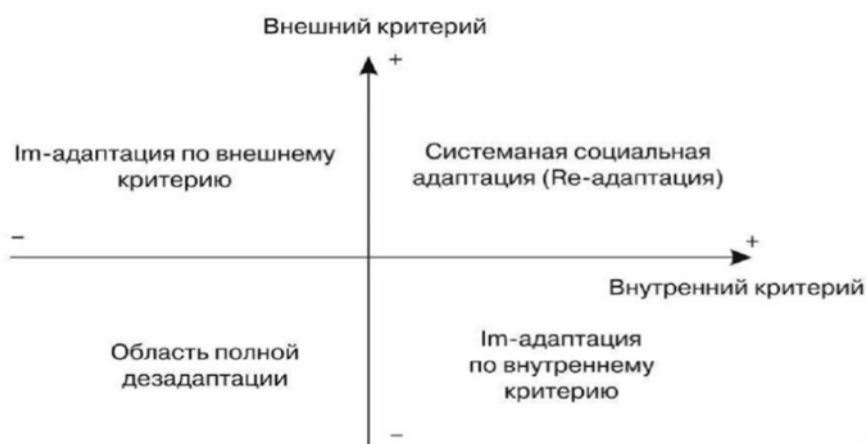 Внешний критерий
+
Im-адаптация по внешнему
критерию
Системаная социальная
адаптация (Re-адаптация)
–
+
Внутренний критерий
Область полной
дезадаптации
Im-адаптация
по внутреннему
критерию
–